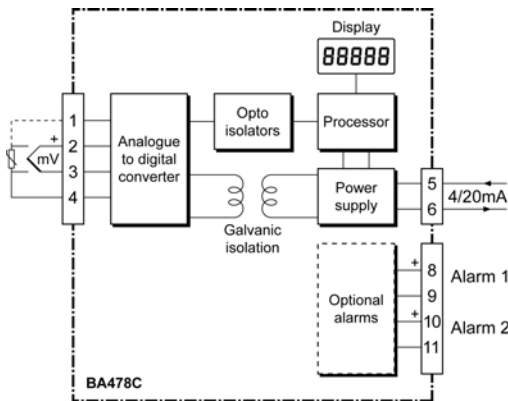 Display
88888
1
2
3
4
+
mV
Analogue
to digital
converter
Opto
isolators
Processor
Power
supply
Galvanic
isolation
5
6
4/20mA
Optional
alarms
+
8
9
+
10
11
Alarm 1
Alarm 2
BA478C